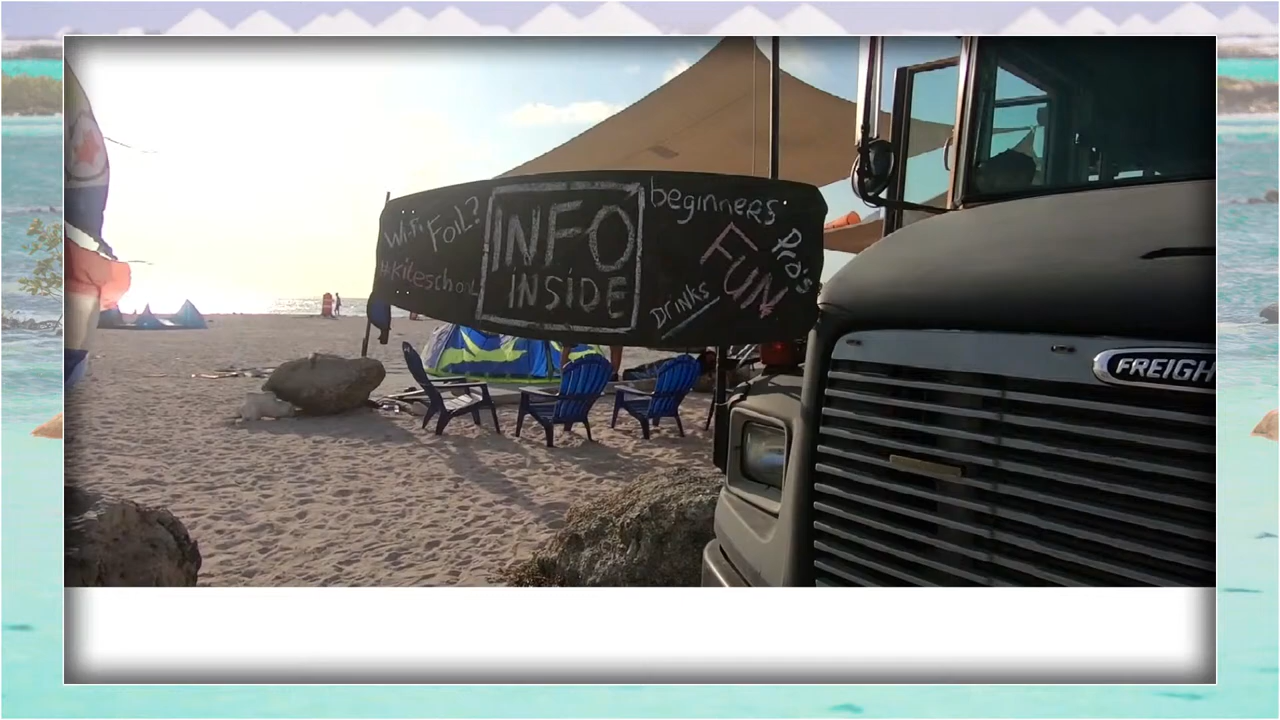 Wifi
FOiL?
#Kiteschool
INFO
INSiDE
beginners
Pro's
FUN
DRiNKS
FREIGH